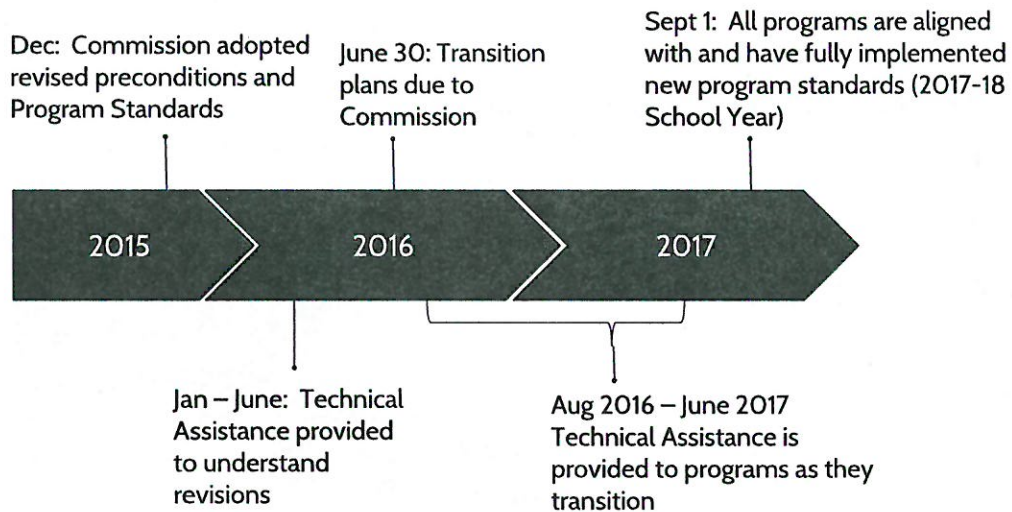 Dec: Commission adopted
revised preconditions and
Program Standards
June 30: Transition
plans due to
Commission
Sept 1: All programs are aligned
with and have fully implemented
new program standards (2017-18
School Year)
2015
2016
2017
Jan – June: Technical
Assistance provided
to understand
revisions
Aug 2016 – June 2017
Technical Assistance is
provided to programs as they
transition